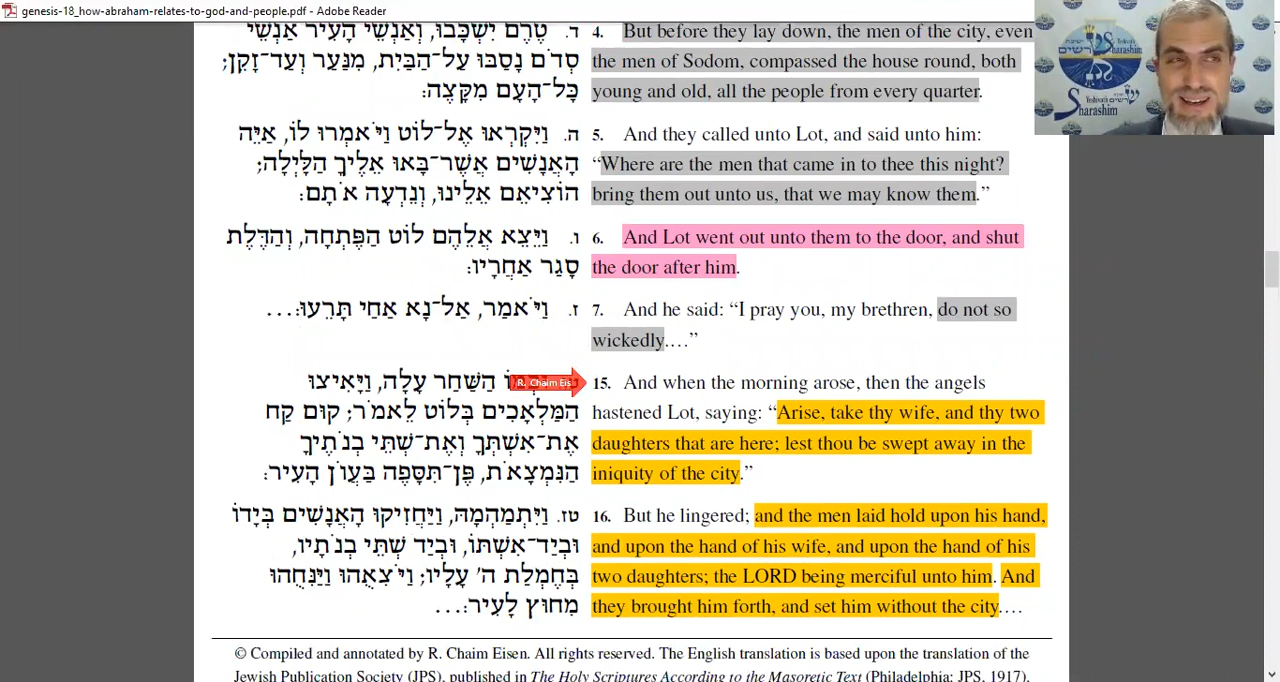 genesis-18_how-abraham-relates-to-god-and-people.pdf - Adobe Reader
ד. טֶרֶם יִשְׁכָּבוּ, וְאַנְשֵׁי הָעִיר אַנְשֵׁי
סְדֹם נָסַבּוּ עַל־הַבַּיִת, מִנַּעַר וְעַד־זָקֵן;
כָּל־הָעָם מִקָּצֶה:
4. But before they lay down, the men of the city, even
the men of Sodom, compassed the house round, both
young and old, all the people from every quarter.
ה. וַיִּקְרְאוּ אֶל־לוֹט וַיֹּאמְרוּ לוֹ, אַיֵּה
הָאֲנָשִׁים אֲשֶׁר־בָּאוּ אֵלֶיךָ הַלָּיְלָה;
הוֹצִיאֵם אֵלֵינוּ, וְנֵדְעָה אֹתָם:
5. And they called unto Lot, and said unto him:
“Where are the men that came in to thee this night?
bring them out unto us, that we may know them.”
ו. וַיֵּצֵא אֲלֵהֶם לוֹט הַפֶּתְחָה, וְהַדֶּלֶת
סָגַר אַחֲרָיו:
6. And Lot went out unto them to the door, and shut
the door after him.
ז. וַיֹּאמַר, אַל־נָא אַחַי תָּרֵעוּ:...
7. And he said: “I pray you, my brethren, do not so
wickedly.…”
הַשַּׁחַר עָלָה, וַיָּאִיצוּ
הַמַּלְאָכִים בְּלוֹט לֵאמֹר; קוּם קַח
אֶת־אִשְׁתְּךָ וְאֶת־שְׁתֵּי בְנֹתֶיךָ
הַנִּמְצָאֹת, פֶּן־תִּסָּפֶה בַּעֲוֹן הָעִיר:
R. Chaim Eis
15. And when the morning arose, then the angels
hastened Lot, saying: “Arise, take thy wife, and thy two
daughters that are here; lest thou be swept away in the
iniquity of the city.”
טז. וַיִּתְמַהְמָהּ, וַיַּחֲזִיקוּ הָאֲנָשִׁים בְּיָדוֹ
וּבְיַד־אִשְׁתּוֹ, וּבְיַד שְׁתֵּי בְנֹתָיו,
בְּחֶמְלַת ה' עָלָיו; וַיֹּצִאֻהוּ וַיַּנִּחֻהוּ
מִחוּץ לָעִיר:...
16. But he lingered; and the men laid hold upon his hand,
and upon the hand of his wife, and upon the hand of his
two daughters; the LORD being merciful unto him. And
they brought him forth, and set him without the city.…
© Compiled and annotated by R. Chaim Eisen. All rights reserved. The English translation is based upon the translation of the
Jewish Publication Society (JPS), published in The Holy Scriptures According to the Masoretic Text (Philadelphia: JPS, 1917).
ישיבת
שרשים
Yeshivath
Sharashim
Sharashim